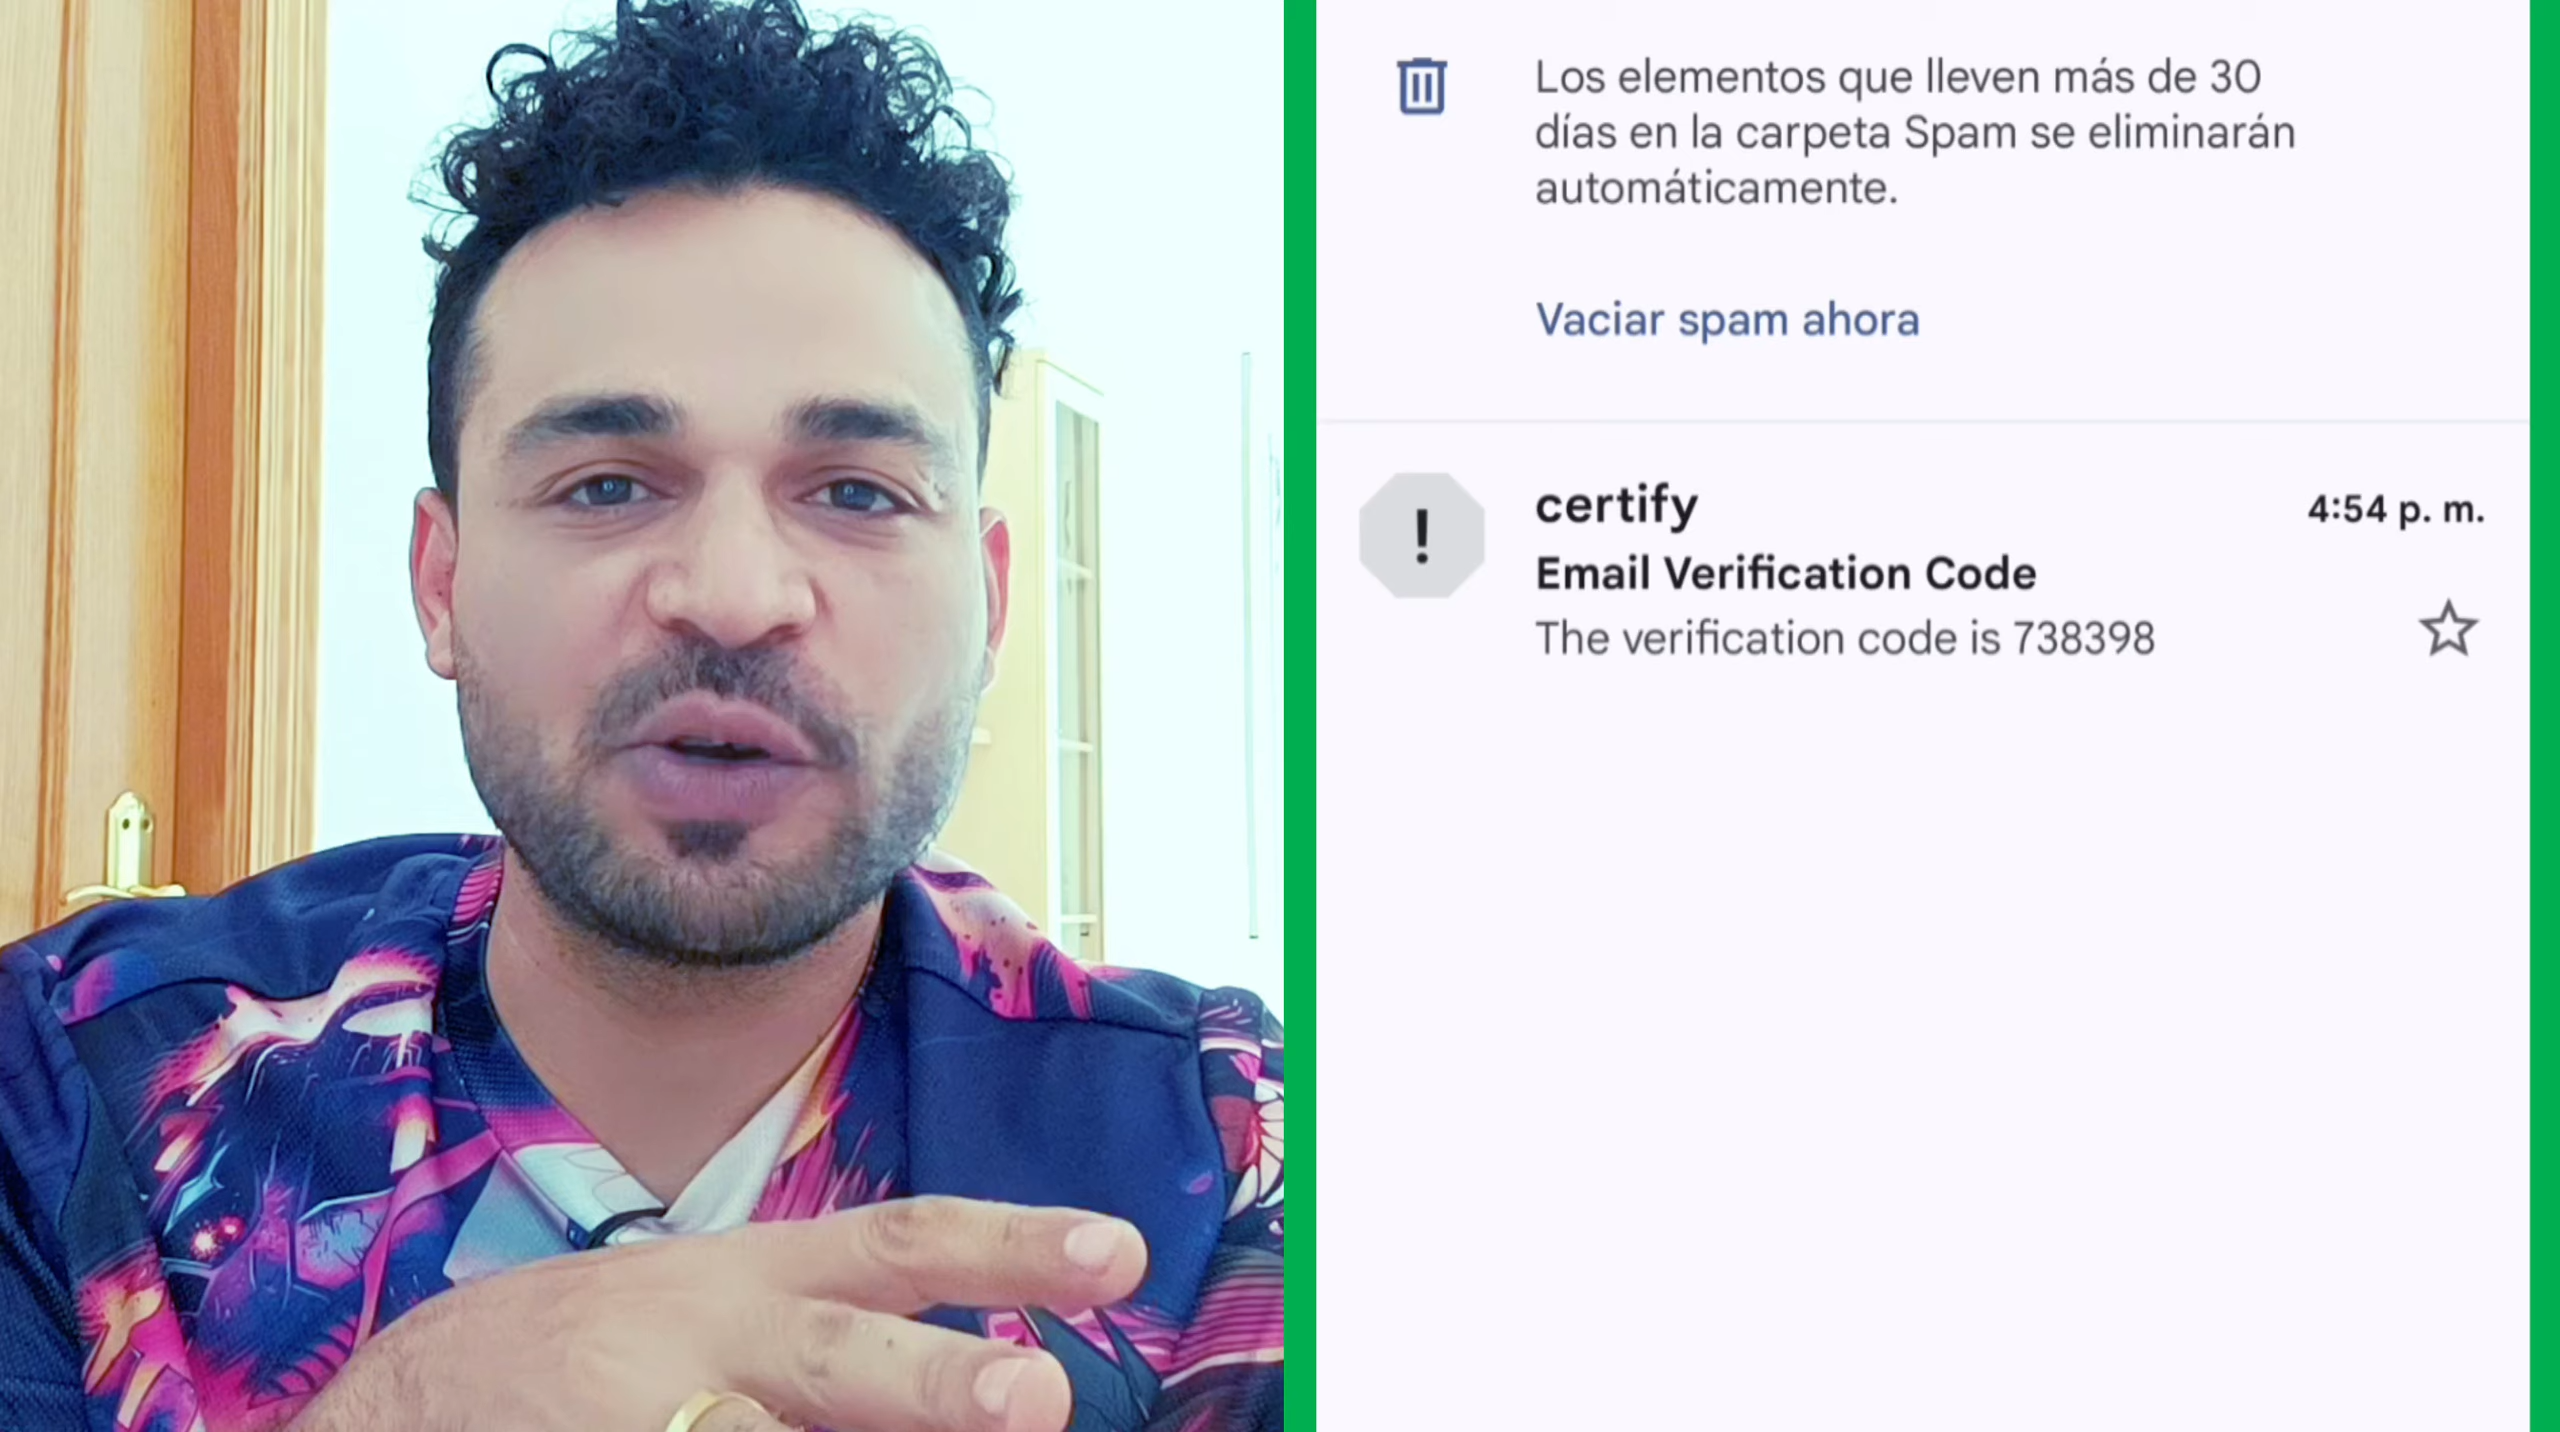 Los elementos que lleven más de 30
días en la carpeta Spam se eliminarán
automáticamente.
Vaciar spam ahora
!
certify
4:54 p. m.
Email Verification Code
The verification code is 738398